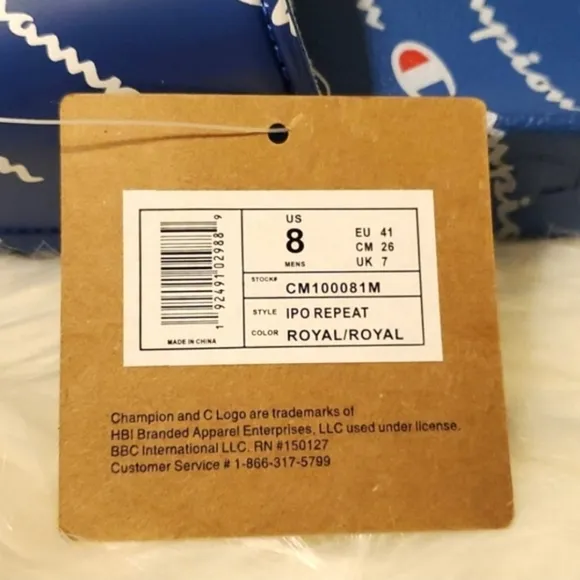 Champion
Champion
1 92491 02988 9
MADE IN CHINA
US
8
MENS
EU 41
CM 26
UK 7
STOCK# CM100081M
STYLE IPO REPEAT
COLOR ROYAL/ROYAL
Champion and C Logo are trademarks of
HBI Branded Apparel Enterprises, LLC used under license.
BBC International LLC. RN #150127
Customer Service # 1-866-317-5799